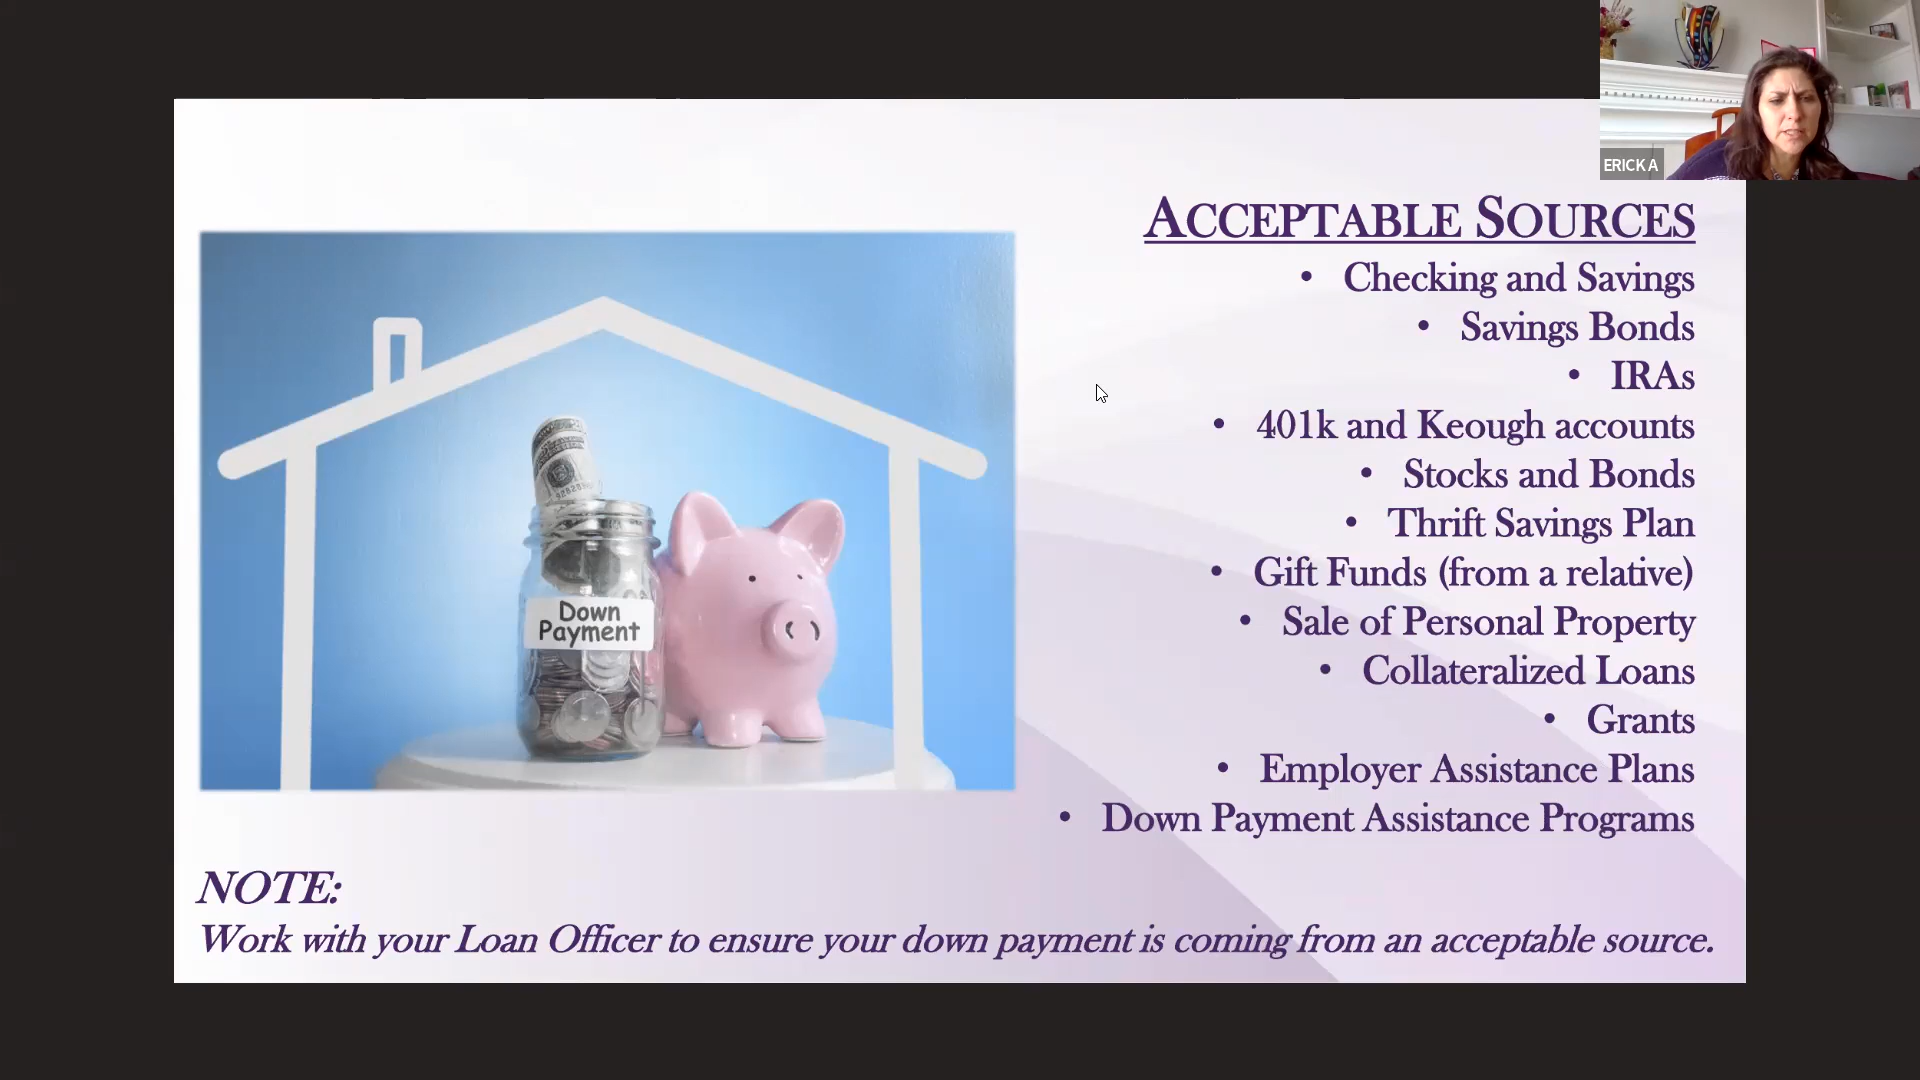 ERICKA
ACCEPTABLE SOURCES
• Checking and Savings
• Savings Bonds
• IRAs
• 401k and Keough accounts
• Stocks and Bonds
• Thrift Savings Plan
• Gift Funds (from a relative)
• Sale of Personal Property
• Collateralized Loans
• Grants
• Employer Assistance Plans
• Down Payment Assistance Programs
Down
Payment
NOTE:
Work with your Loan Officer to ensure your down payment is coming from an acceptable source.